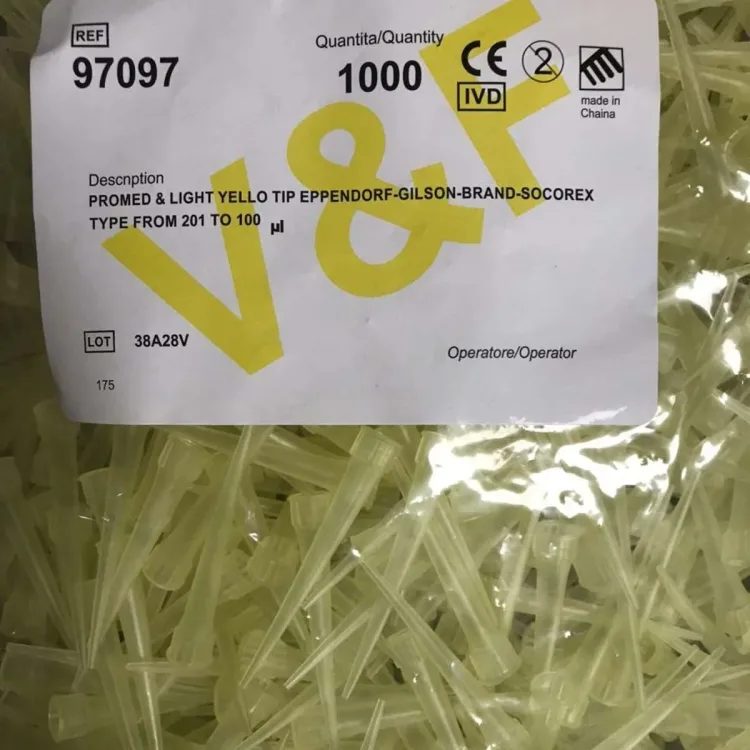 REF
97097
Quantita/Quantity
1000
CE
IVD
2
made in
Chaina
Descnption
PROMED & LIGHT YELLO TIP EPPENDORF-GILSON-BRAND-SOCOREX
TYPE FROM 201 TO 100 µl
V&F
LOT 38A28V
Operatore/Operator
175